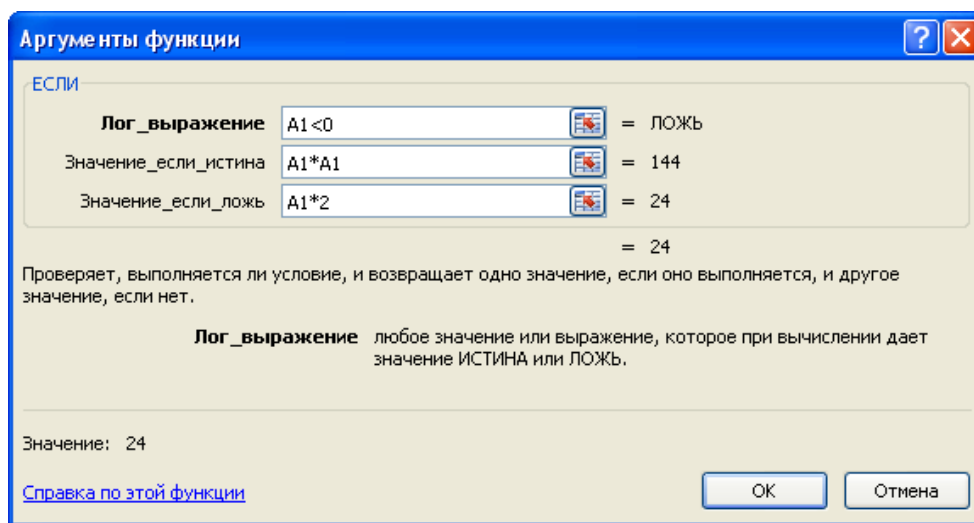 Аргументы функции
ЕСЛИ
Лог_выражение A1<0 = ЛОЖЬ
Значение_если_истина A1*A1 = 144
Значение_если_ложь A1*2 = 24
= 24
Проверяет, выполняется ли условие, и возвращает одно значение, если оно выполняется, и другое
значение, если нет.
Лог_выражение любое значение или выражение, которое при вычислении дает
значение ИСТИНА или ЛОЖЬ.
Значение: 24
Справка по этой функции OK Отмена